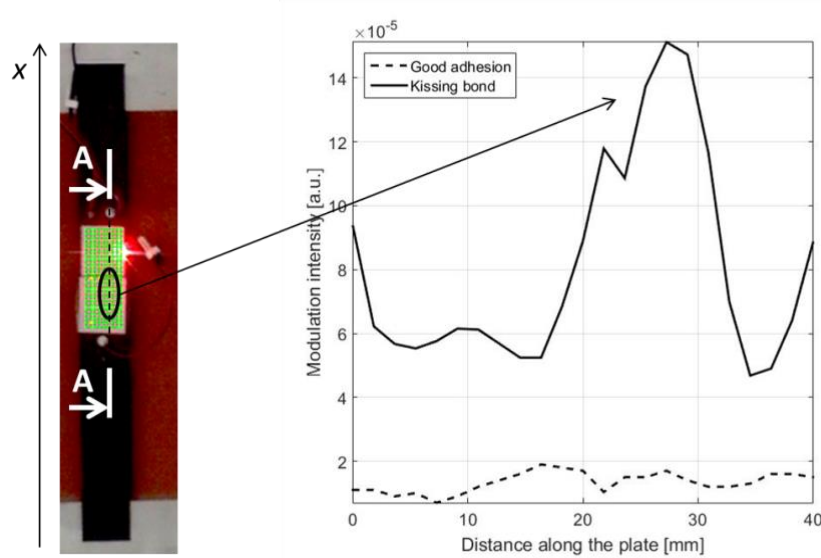 x
A
A
×10⁻⁵
Good adhesion
Kissing bond
14
12
10
8
6
4
2
Modulation intensity [a.u.]
0
10
20
30
40
Distance along the plate [mm]